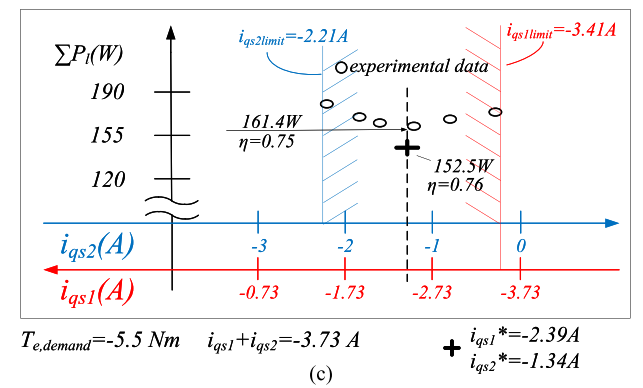 i_qs2limit=-2.21A
i_qs1limit=-3.41A
∑P_l(W)
experimental data
190
161.4W
η=0.75
155
152.5W
η=0.76
120
i_qs2(A)
-3 -2 -1 0
i_qs1(A)
-0.73 -1.73 -2.73 -3.73
T_e,demand=-5.5 Nm i_qs1+i_qs2=-3.73 A
i_qs1*=-2.39A
i_qs2*=-1.34A
(c)